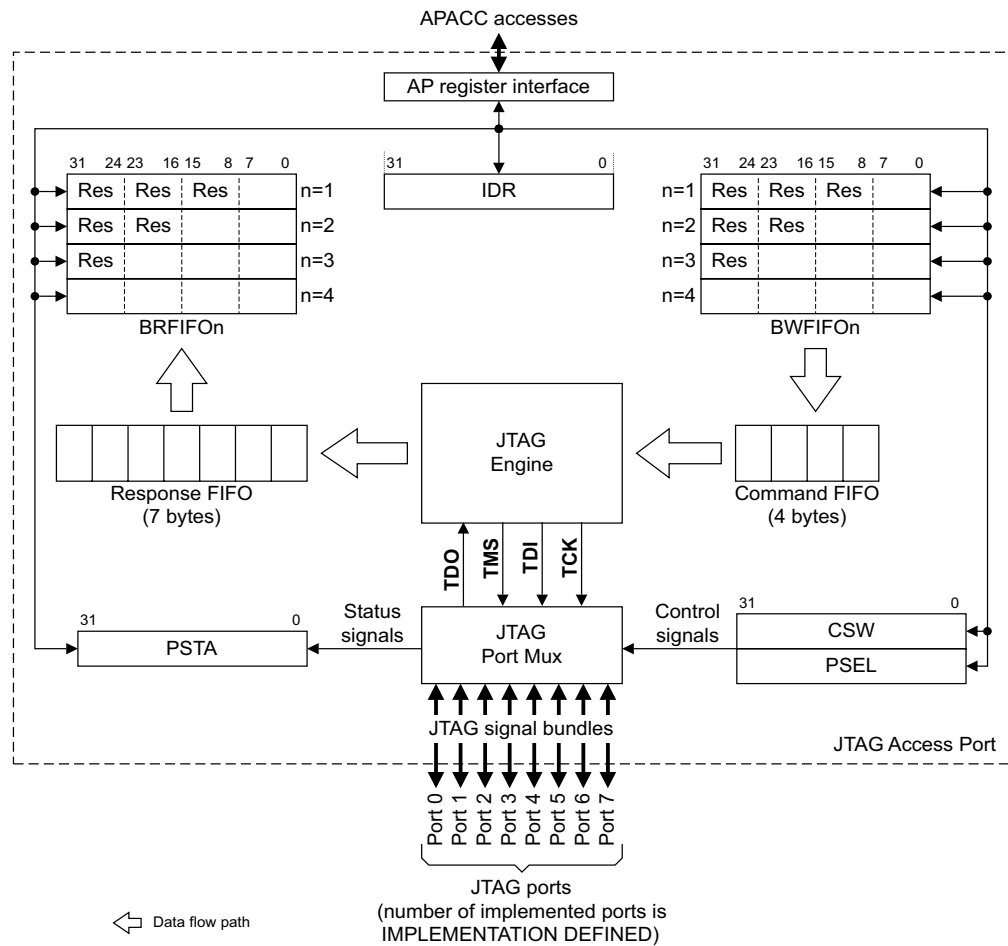 APACC accesses
AP register interface
31 24 23 16 15 8 7 0
Res Res Res n=1
Res Res n=2
Res n=3
n=4
BRFIFOn
31 0
IDR
31 24 23 16 15 8 7 0
n=1 Res Res Res
n=2 Res Res
n=3 Res
n=4
BWFIFOn
JTAG
Engine
Response FIFO
(7 bytes)
Command FIFO
(4 bytes)
TDO
TMS
TDI
TCK
31 0
PSTA
Status
signals
JTAG
Port Mux
Control
signals
31 0
CSW
PSEL
JTAG signal bundles
JTAG Access Port
Port 0
Port 1
Port 2
Port 3
Port 4
Port 5
Port 6
Port 7
JTAG ports
(number of implemented ports is
IMPLEMENTATION DEFINED)
Data flow path